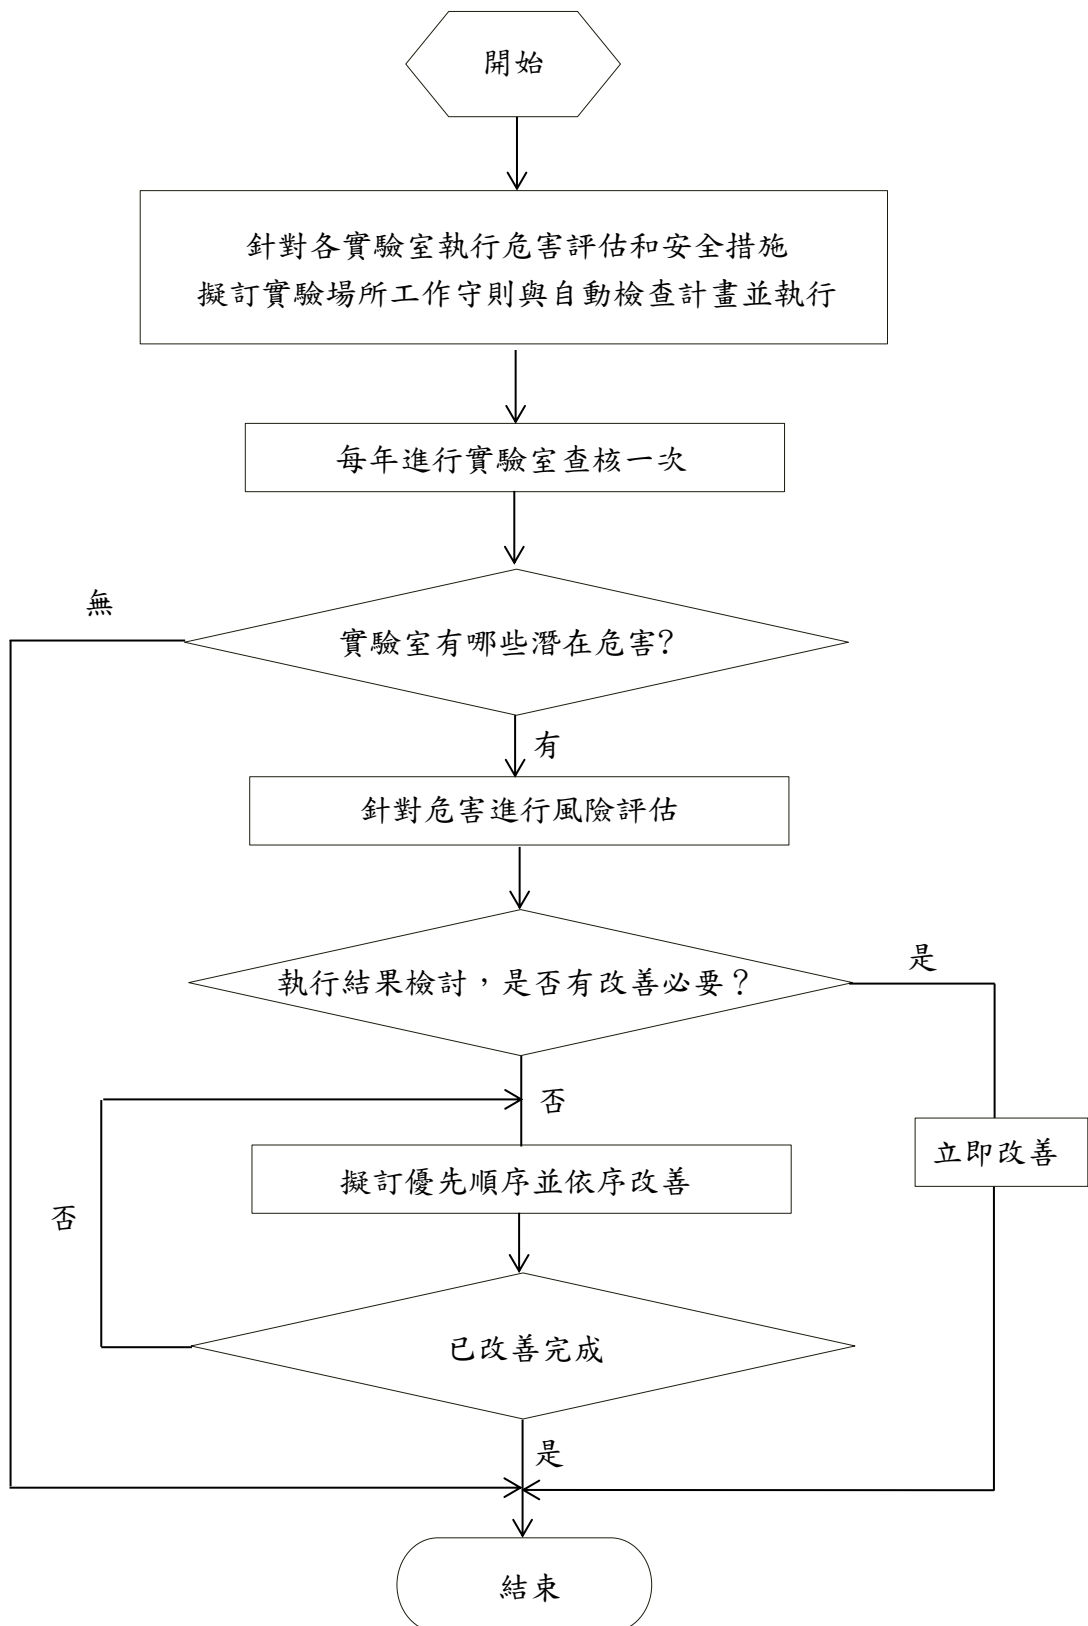 開始
針對各實驗室執行危害評估和安全措施
擬訂實驗場所工作守則與自動檢查計畫並執行
每年進行實驗室查核一次
無
實驗室有哪些潛在危害?
有
針對危害進行風險評估
是
執行結果檢討，是否有改善必要？
否
立即改善
擬訂優先順序並依序改善
否
已改善完成
是
結束